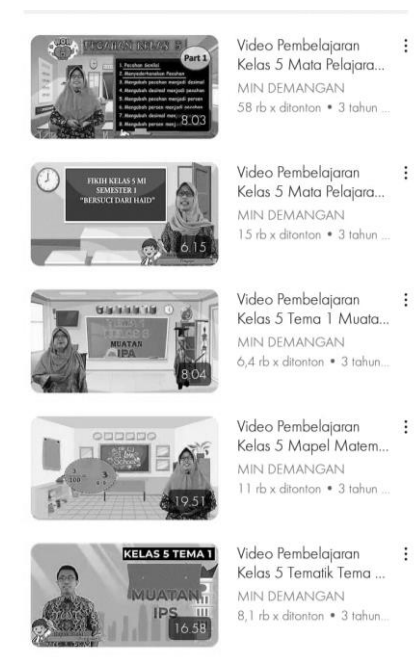 PECAHAN KELAS 5
Part 1
1. Pecahan Senilai
2. Menyederhanakan Pecahan
3. Mengubah pecahan menjadi desimal
4. Mengubah desimal menjadi pecahan
5. Mengubah pecahan menjadi persen
6. Mengubah persen menjadi pecahan
7. Mengubah desimal
8. Mengubah persen
8.03
Video Pembelajaran
Kelas 5 Mata Pelajara...
MIN DEMANGAN
58 rb x ditonton • 3 tahun ...
FIKIH KELAS 5 MI
SEMESTER 1
"BERSUCI DARI HAID"
6.15
Video Pembelajaran
Kelas 5 Mata Pelajara...
MIN DEMANGAN
15 rb x ditonton • 3 tahun ...
MUATAN
IPA
8.04
Video Pembelajaran
Kelas 5 Tema 1 Muata...
MIN DEMANGAN
6,4 rb x ditonton • 3 tahun...
19.51
Video Pembelajaran
Kelas 5 Mapel Matem...
MIN DEMANGAN
11 rb x ditonton • 3 tahun ...
KELAS 5 TEMA 1
MUATAN
IPS
16.58
Video Pembelajaran
Kelas 5 Tematik Tema ...
MIN DEMANGAN
8,1 rb x ditonton • 3 tahun...